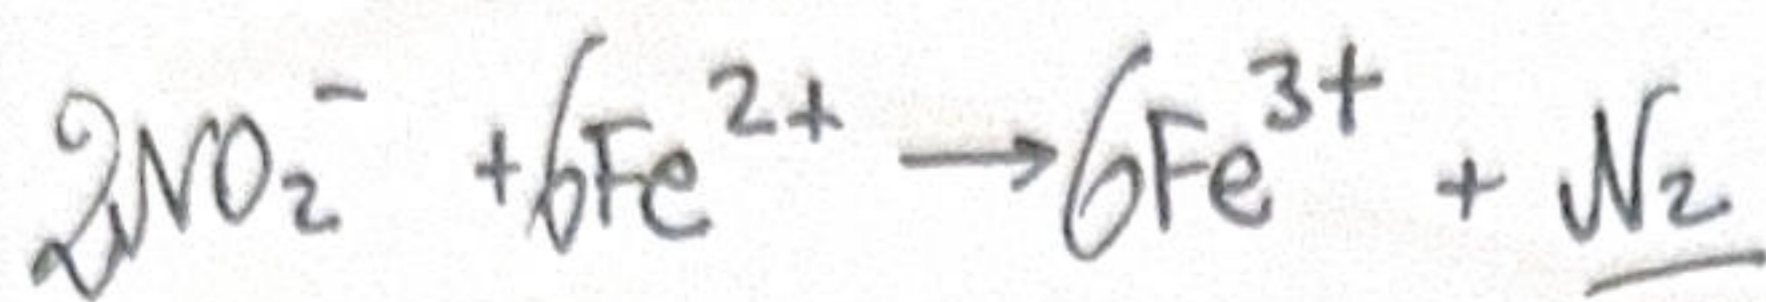 2NO₂⁻ + 6Fe²⁺ → 6Fe³⁺ + N₂